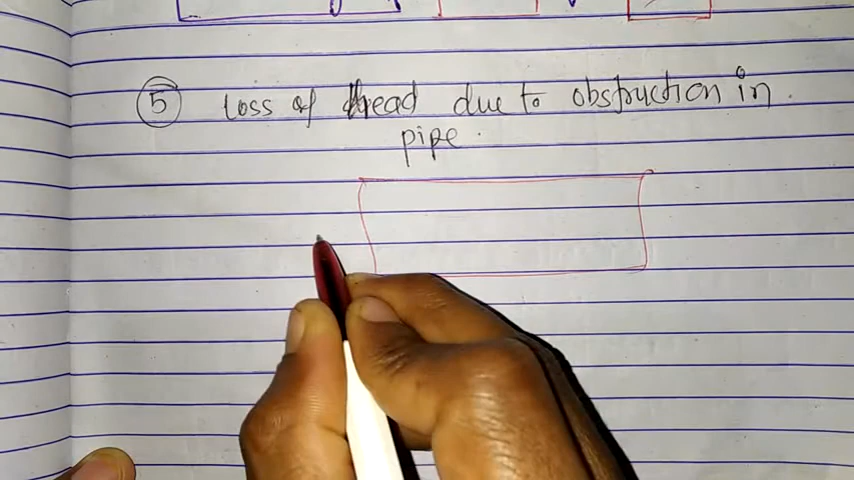 ⑤ Loss of head due to obstruction in
pipe.